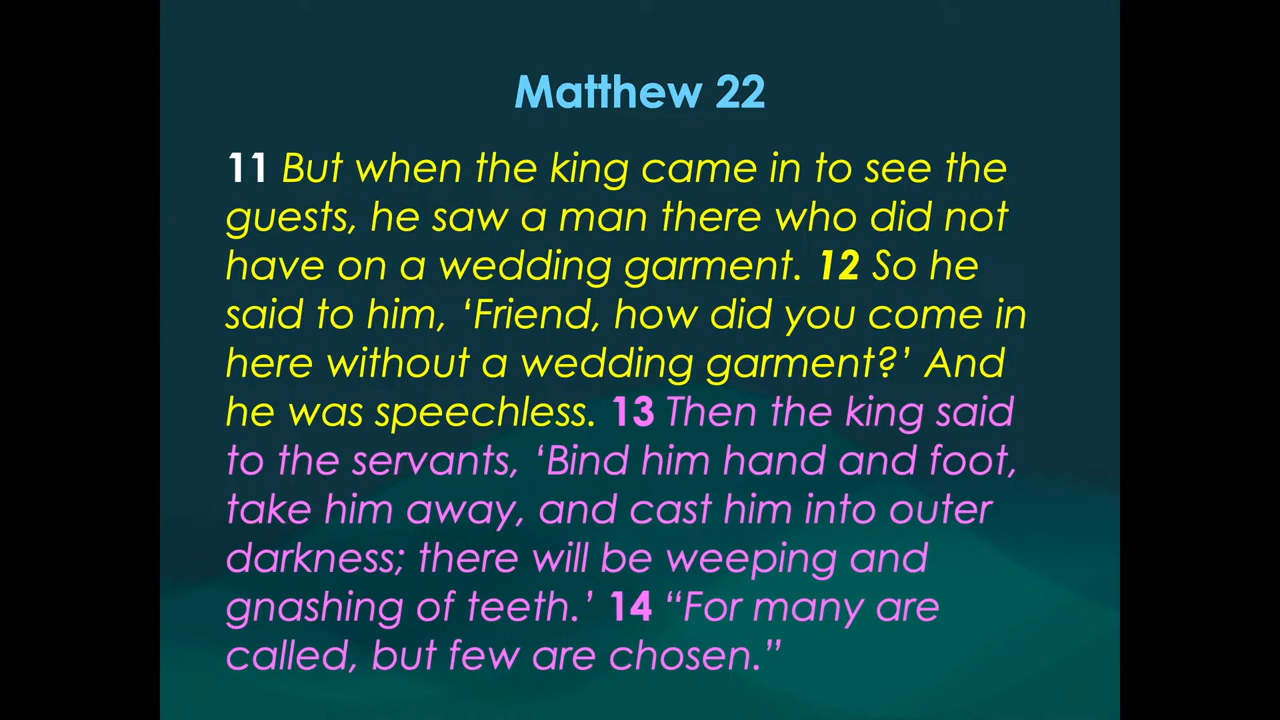 Matthew 22
11 But when the king came in to see the
guests, he saw a man there who did not
have on a wedding garment. 12 So he
said to him, ‘Friend, how did you come in
here without a wedding garment?’ And
he was speechless. 13 Then the king said
to the servants, ‘Bind him hand and foot,
take him away, and cast him into outer
darkness; there will be weeping and
gnashing of teeth.’ 14 “For many are
called, but few are chosen.”